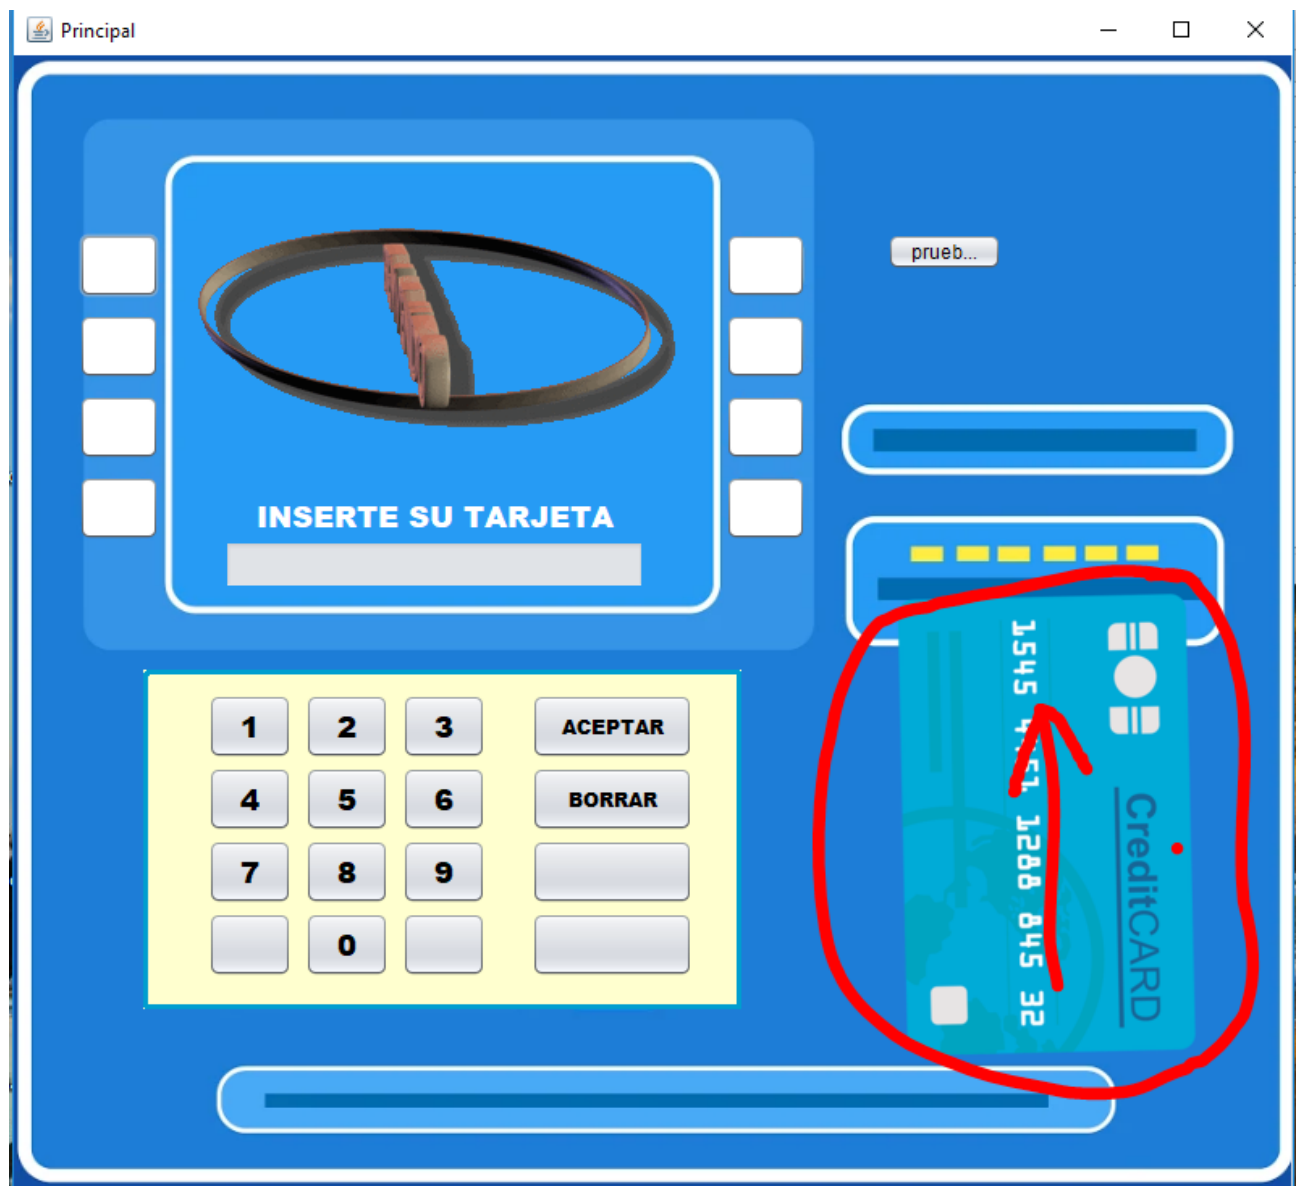 Principal
prueb...
INSERTE SU TARJETA
1 2 3 ACEPTAR
4 5 6 BORRAR
7 8 9
0
1545 1288 845 32
CreditCARD